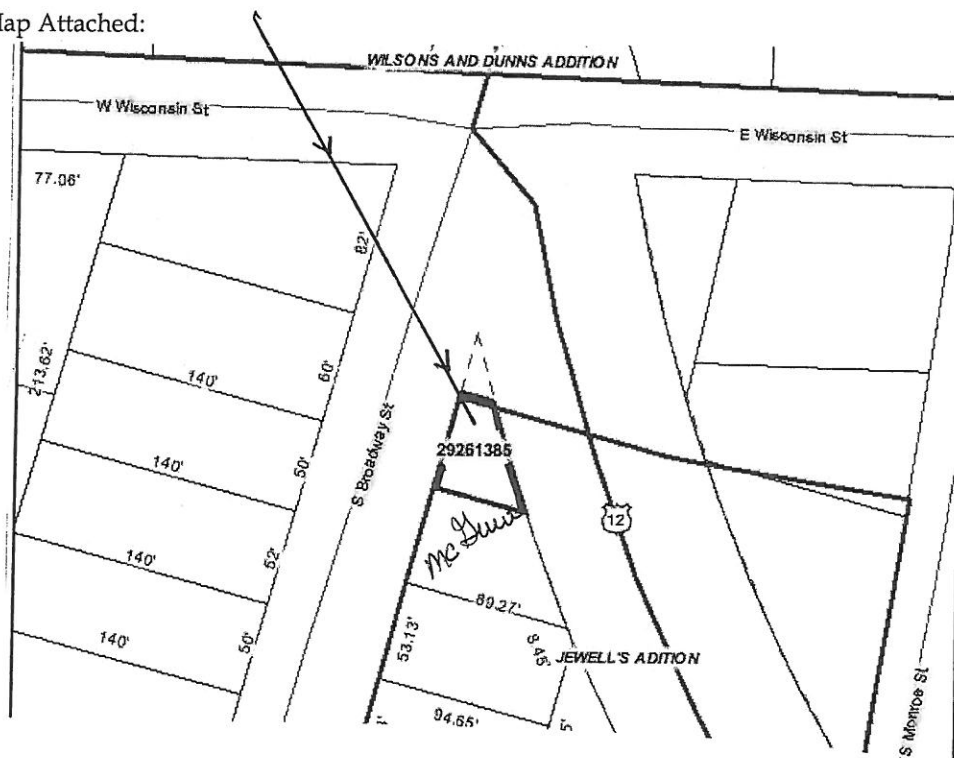 Map Attached:
WILSONS AND DUNNS ADDITION
W Wisconsin St
E Wisconsin St
77.06'
82'
213.62'
140'
60'
S Broadway St
140'
50'
29261385
12
140'
52'
89.27'
53.13'
8.45'
140'
50'
JEWELL'S ADITION
94.65'
S Monroe St